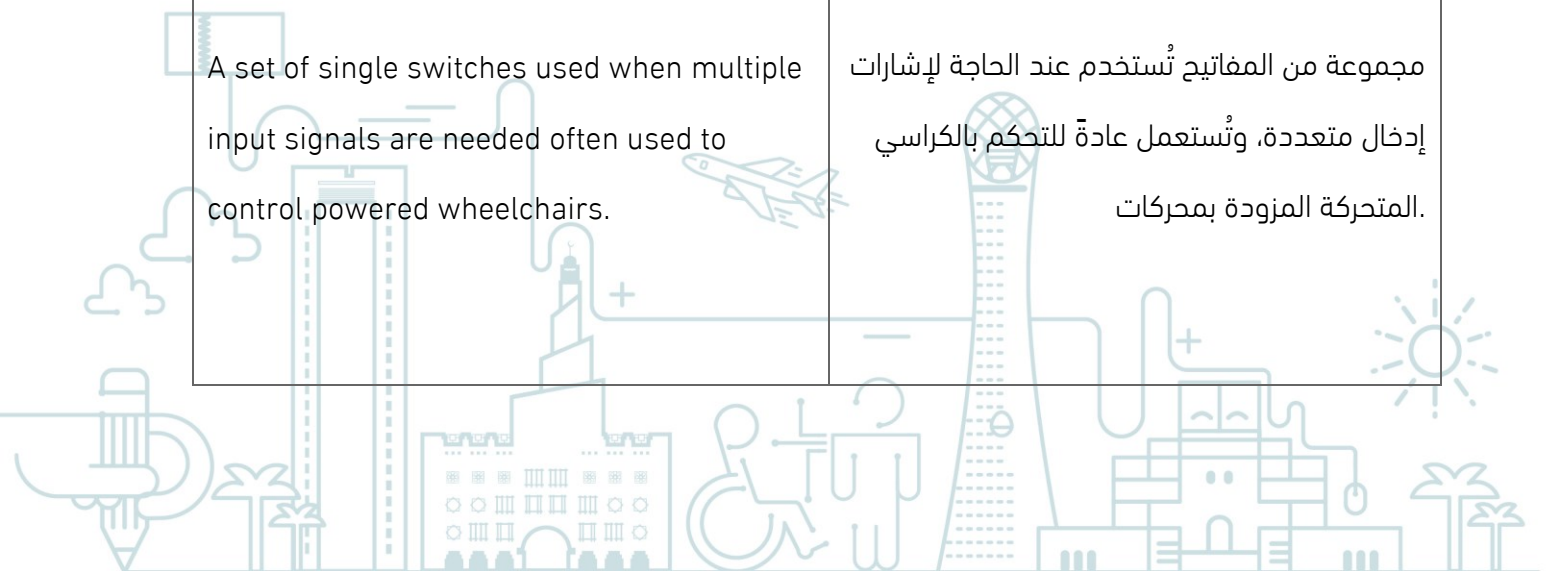 A set of single switches used when multiple
input signals are needed often used to
control powered wheelchairs.
مجموعة من المفاتيح تُستخدم عند الحاجة لإشارات
إدخال متعددة، وتُستعمل عادةً للتحكم بالكراسي
.المتحركة المزودة بمحركات